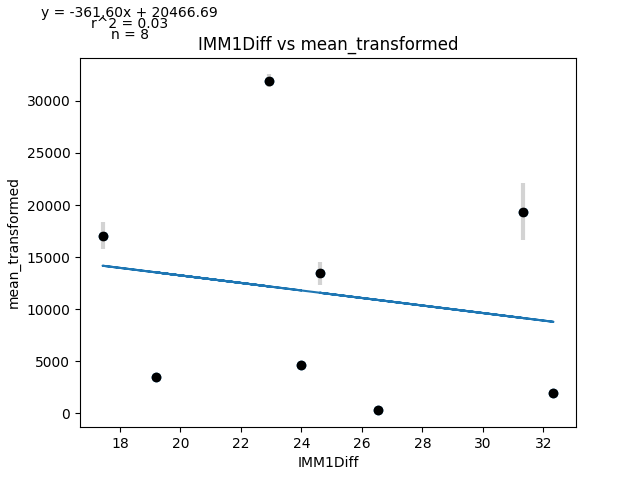 y = -361.60x + 20466.69
r^2 = 0.03
n = 8
IMM1Diff vs mean_transformed
mean_transformed
30000
25000
20000
15000
10000
5000
0
18 20 22 24 26 28 30 32
IMM1Diff